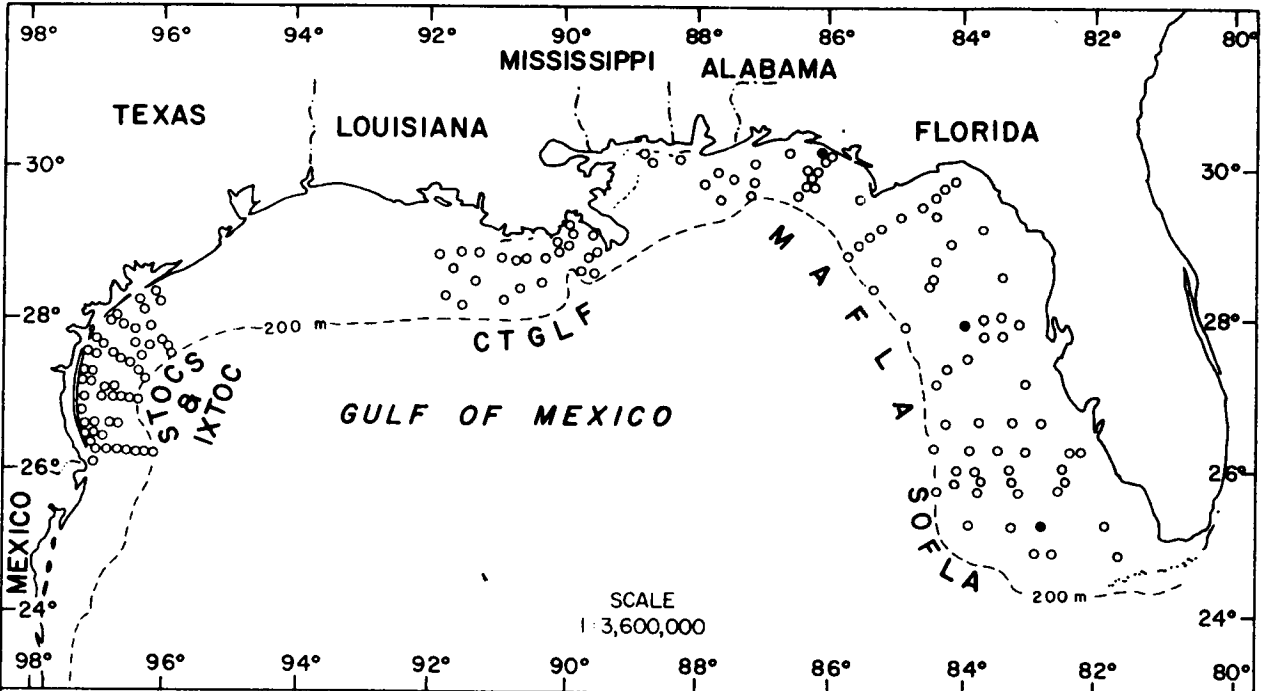 98° 96° 94° 92° 90° 88° 86° 84° 82° 80°
MISSISSIPPI ALABAMA
TEXAS LOUISIANA FLORIDA
30° 30°
28° 28°
200 m
CTGLF
MAFLA
STOCS
&
IXTOC
GULF OF MEXICO
26° 26°
MEXICO
SOFLA
200 m
24° 24°
SCALE
1:3,600,000
98° 96° 94° 92° 90° 88° 86° 84° 82° 80°